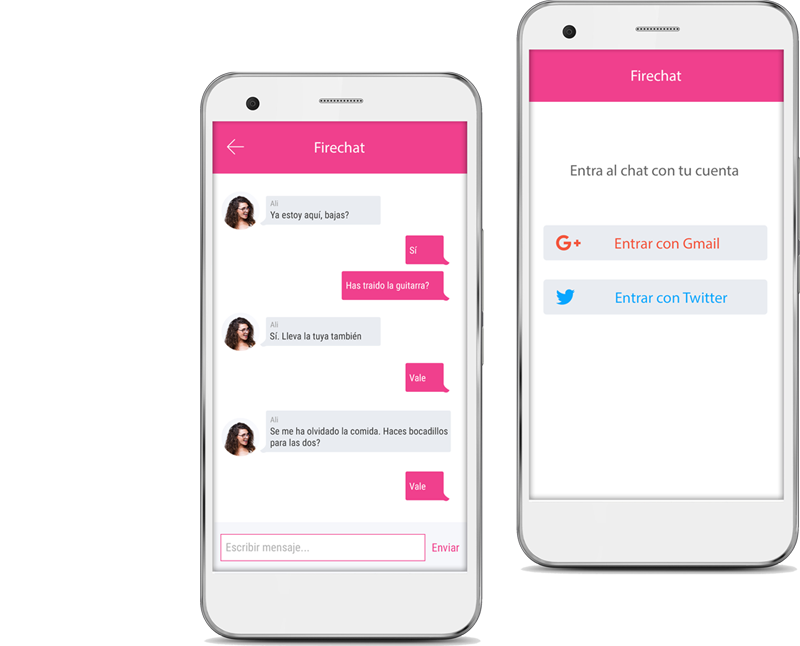 Firechat
Ali
Ya estoy aquí, bajas?
Sí
Has traido la guitarra?
Ali
Sí. Lleva la tuya también
Vale
Ali
Se me ha olvidado la comida. Haces bocadillos
para las dos?
Vale
Escribir mensaje...
Enviar
Firechat
Entra al chat con tu cuenta
G+
Entrar con Gmail
Entrar con Twitter